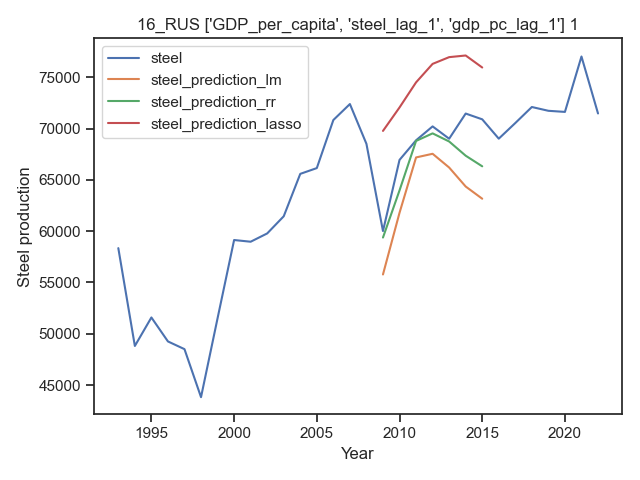 16_RUS ['GDP_per_capita', 'steel_lag_1', 'gdp_pc_lag_1'] 1
steel
steel_prediction_lm
steel_prediction_rr
steel_prediction_lasso
75000
70000
65000
60000
55000
50000
45000
Steel production
1995
2000
2005
2010
2015
2020
Year